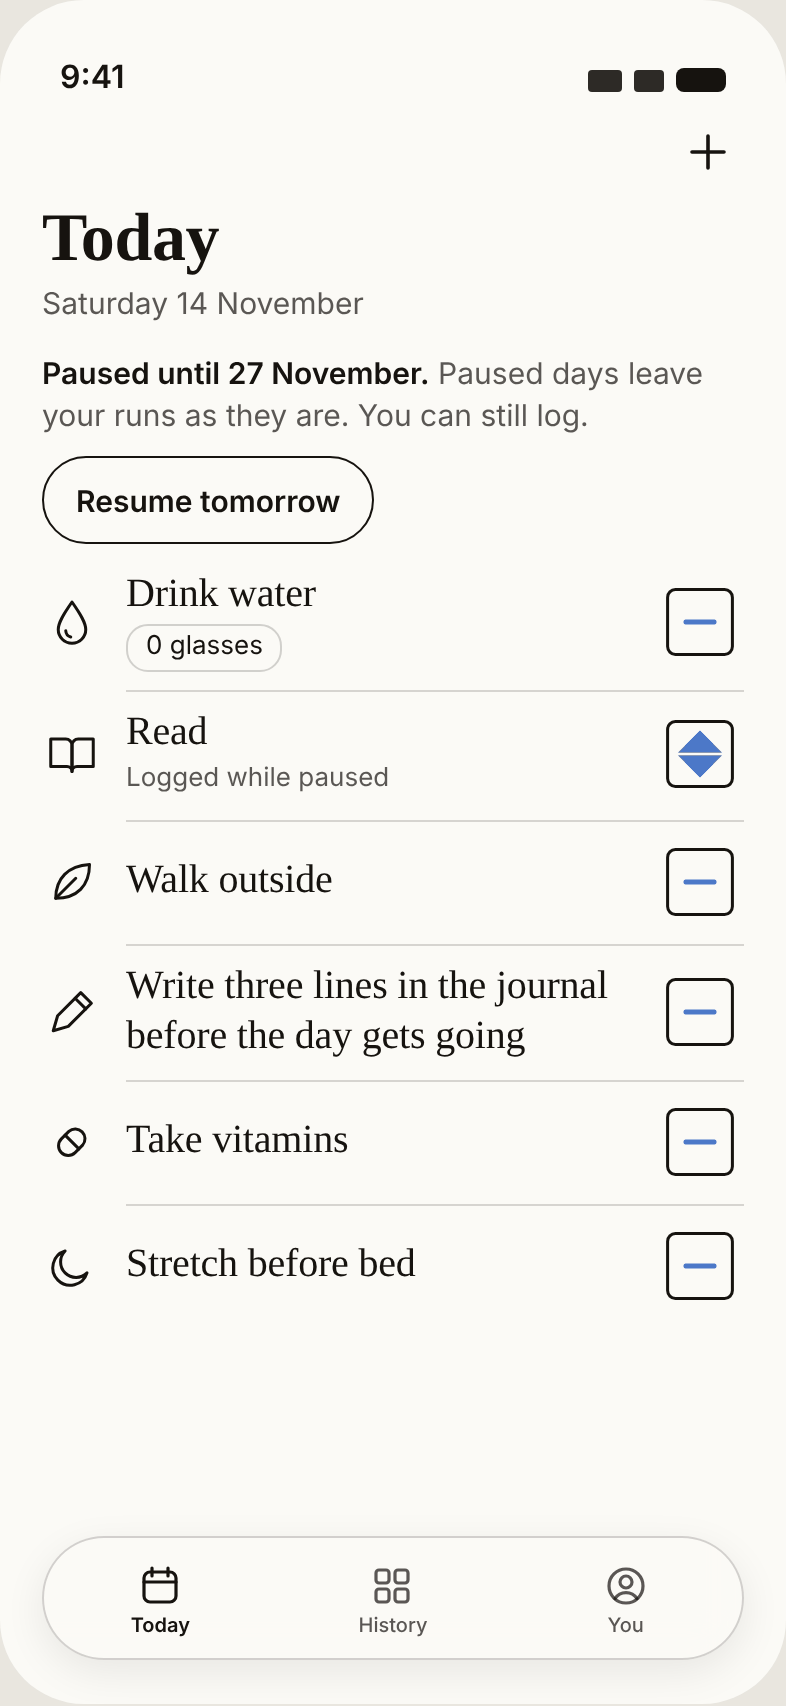 9:41
Today
Saturday 14 November
Paused until 27 November. Paused days leave
your runs as they are. You can still log.
Resume tomorrow
Drink water
0 glasses
Read
Logged while paused
Walk outside
Write three lines in the journal
before the day gets going
Take vitamins
Stretch before bed
Today
History
You